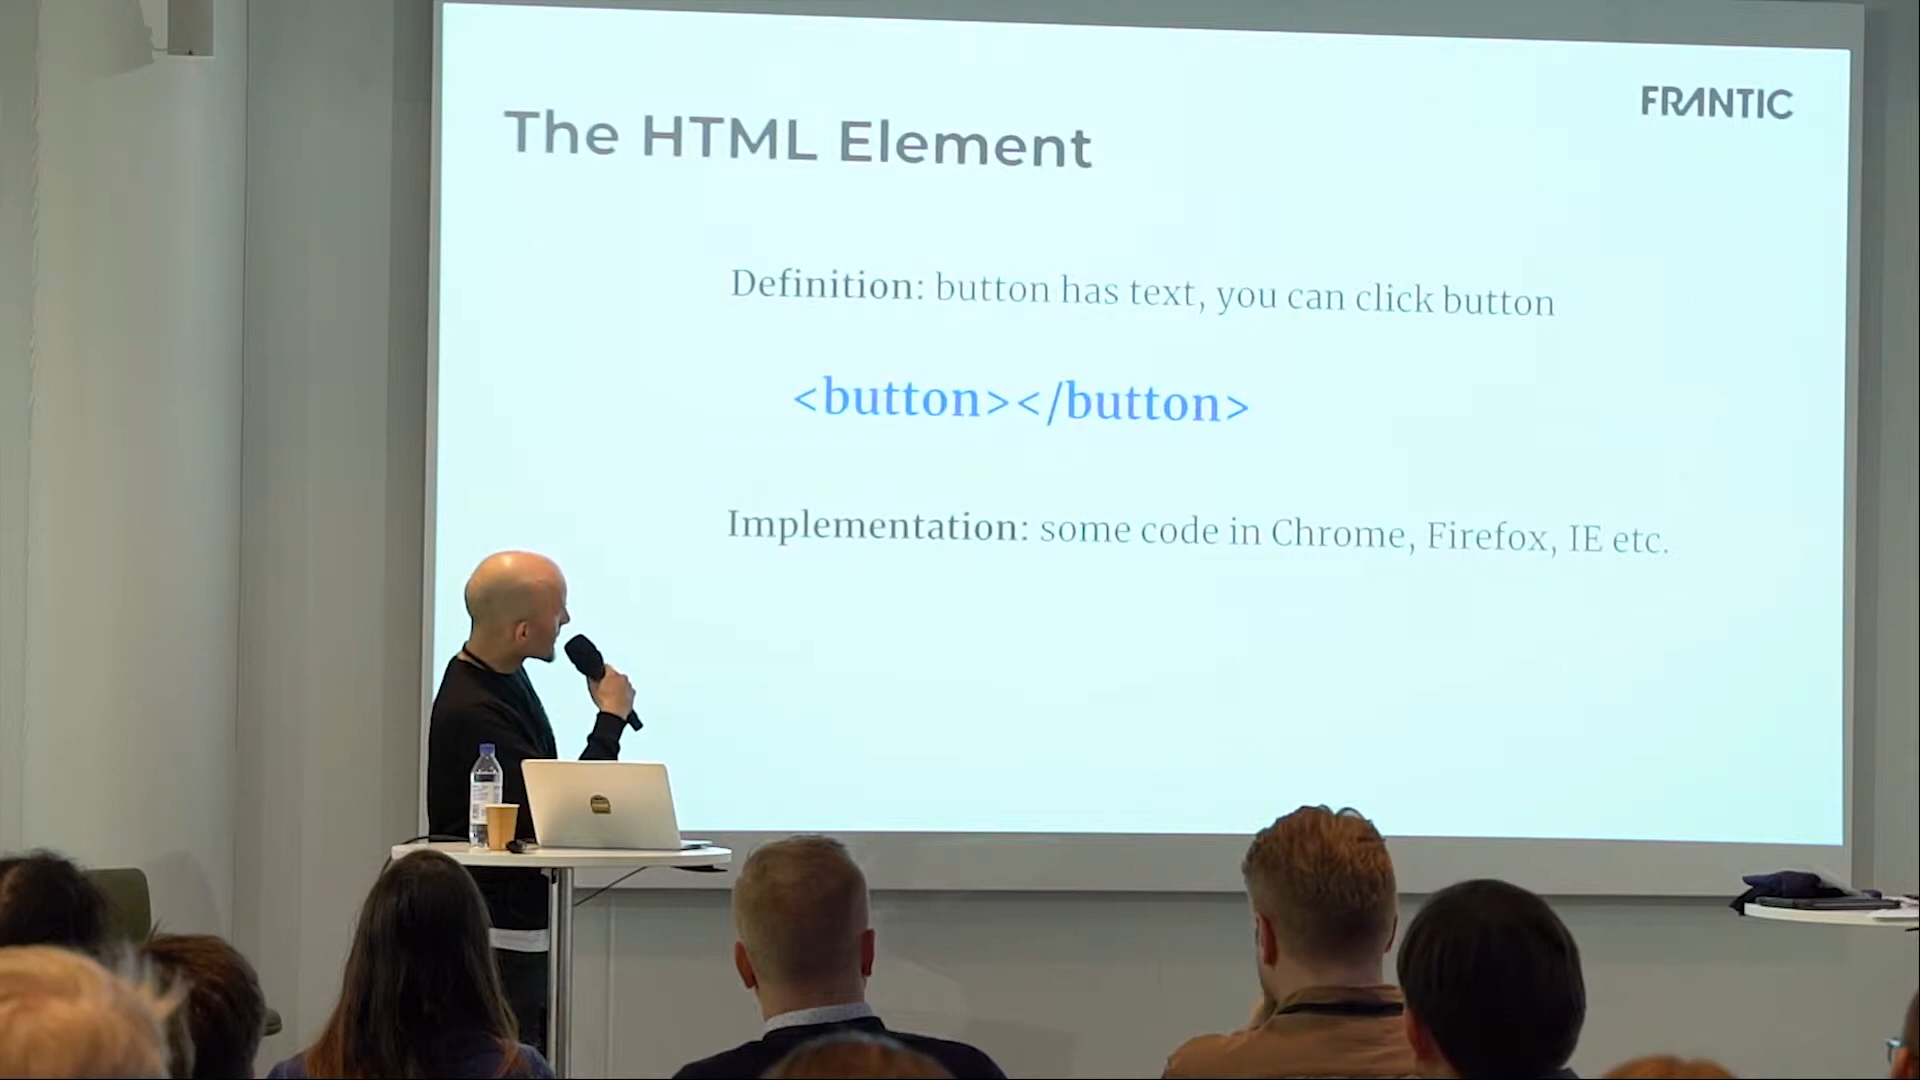 FRANTIC
The HTML Element
Definition: button has text, you can click button
<button></button>
Implementation: some code in Chrome, Firefox, IE etc.